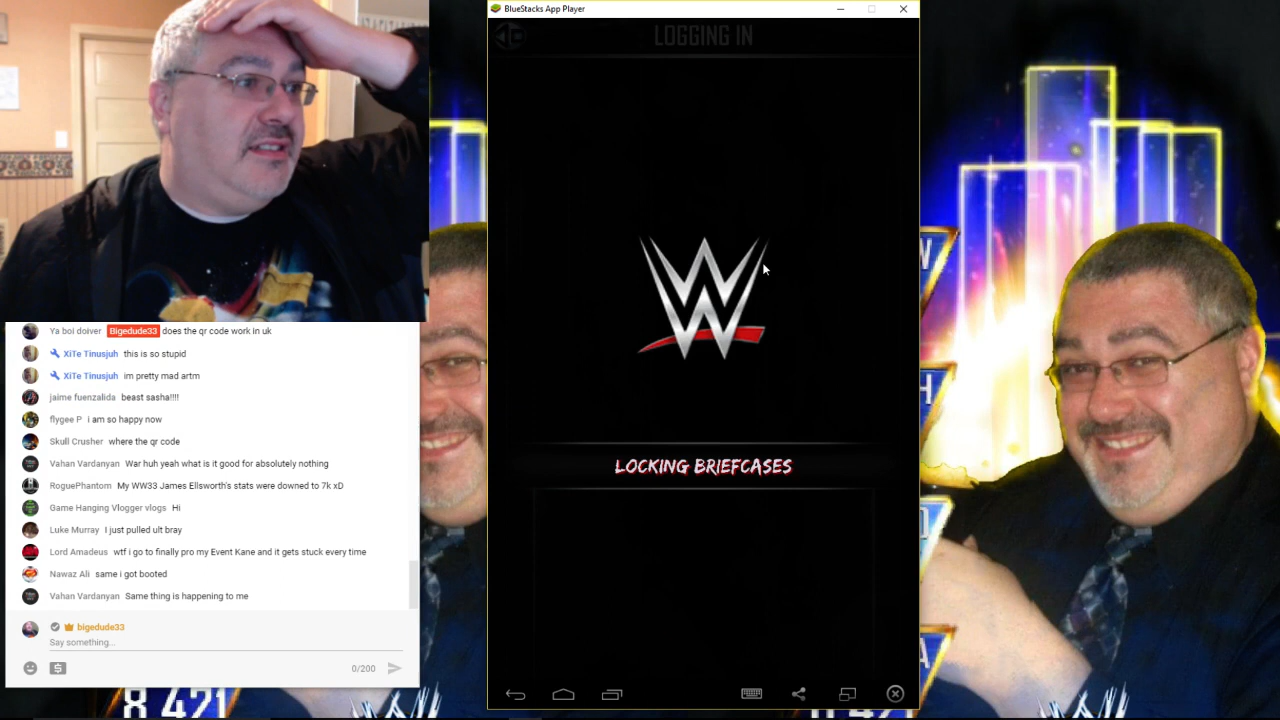 BlueStacks App Player
LOGGING IN
LOCKING BRIEFCASES
Ya boi doiver Bigedude33 does the qr code work in uk
XiTe Tinusjuh this is so stupid
XiTe Tinusjuh im pretty mad artm
jaime fuenzalida beast sasha!!!!
flygee P i am so happy now
Skull Crusher where the qr code
Vahan Vardanyan War huh yeah what is it good for absolutely nothing
RoguePhantom My WW33 James Ellsworth's stats were downed to 7k xD
Game Hanging Vlogger vlogs Hi
Luke Murray I just pulled ult bray
Lord Amadeus wtf i go to finally pro my Event Kane and it gets stuck every time
Nawaz Ali same i got booted
Vahan Vardanyan Same thing is happening to me
bigedude33
Say something...
0/200
8,421